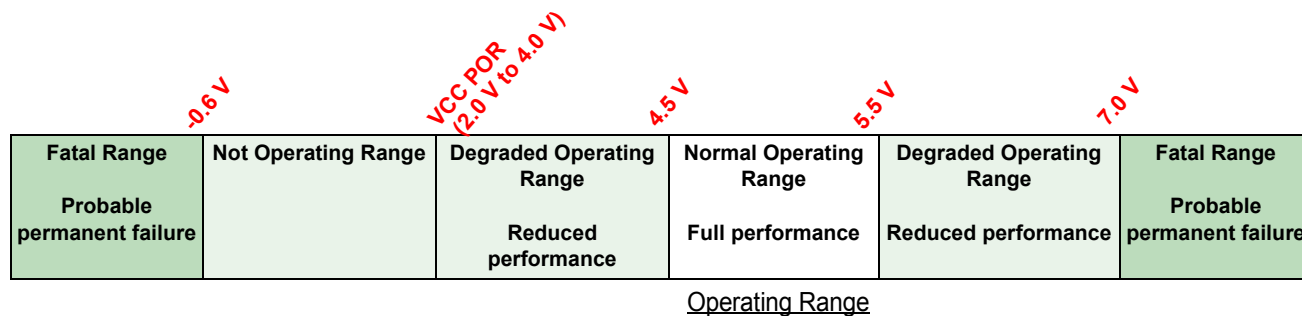 -0.6 V
VCC POR
(2.0 V to 4.0 V)
4.5 V
5.5 V
7.0 V
Fatal Range
Probable
permanent failure
Not Operating Range
Degraded Operating
Range
Reduced
performance
Normal Operating
Range
Full performance
Degraded Operating
Range
Reduced performance
Fatal Range
Probable
permanent failure
Operating Range